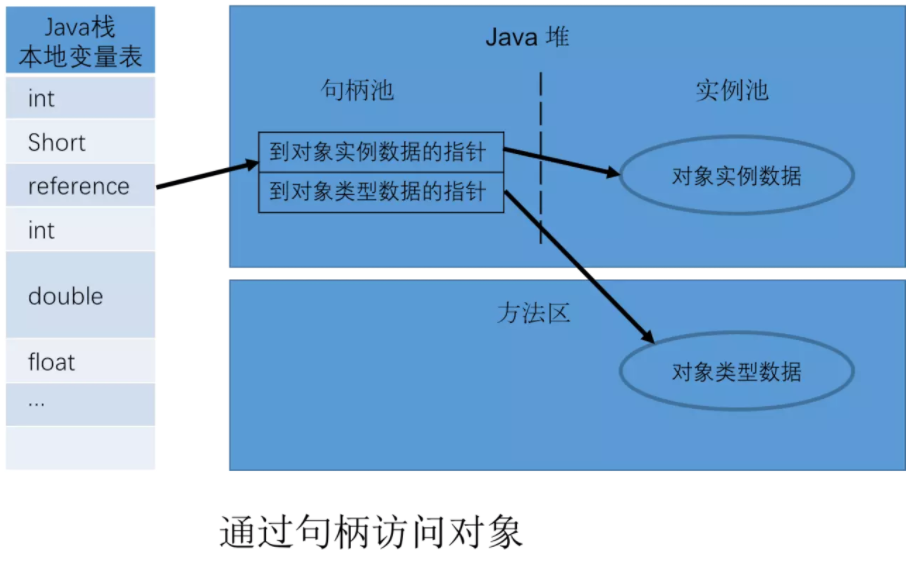 Java栈
本地变量表
int
Short
reference
int
double
float
...
Java 堆
句柄池
实例池
到对象实例数据的指针
到对象类型数据的指针
对象实例数据
方法区
对象类型数据
通过句柄访问对象